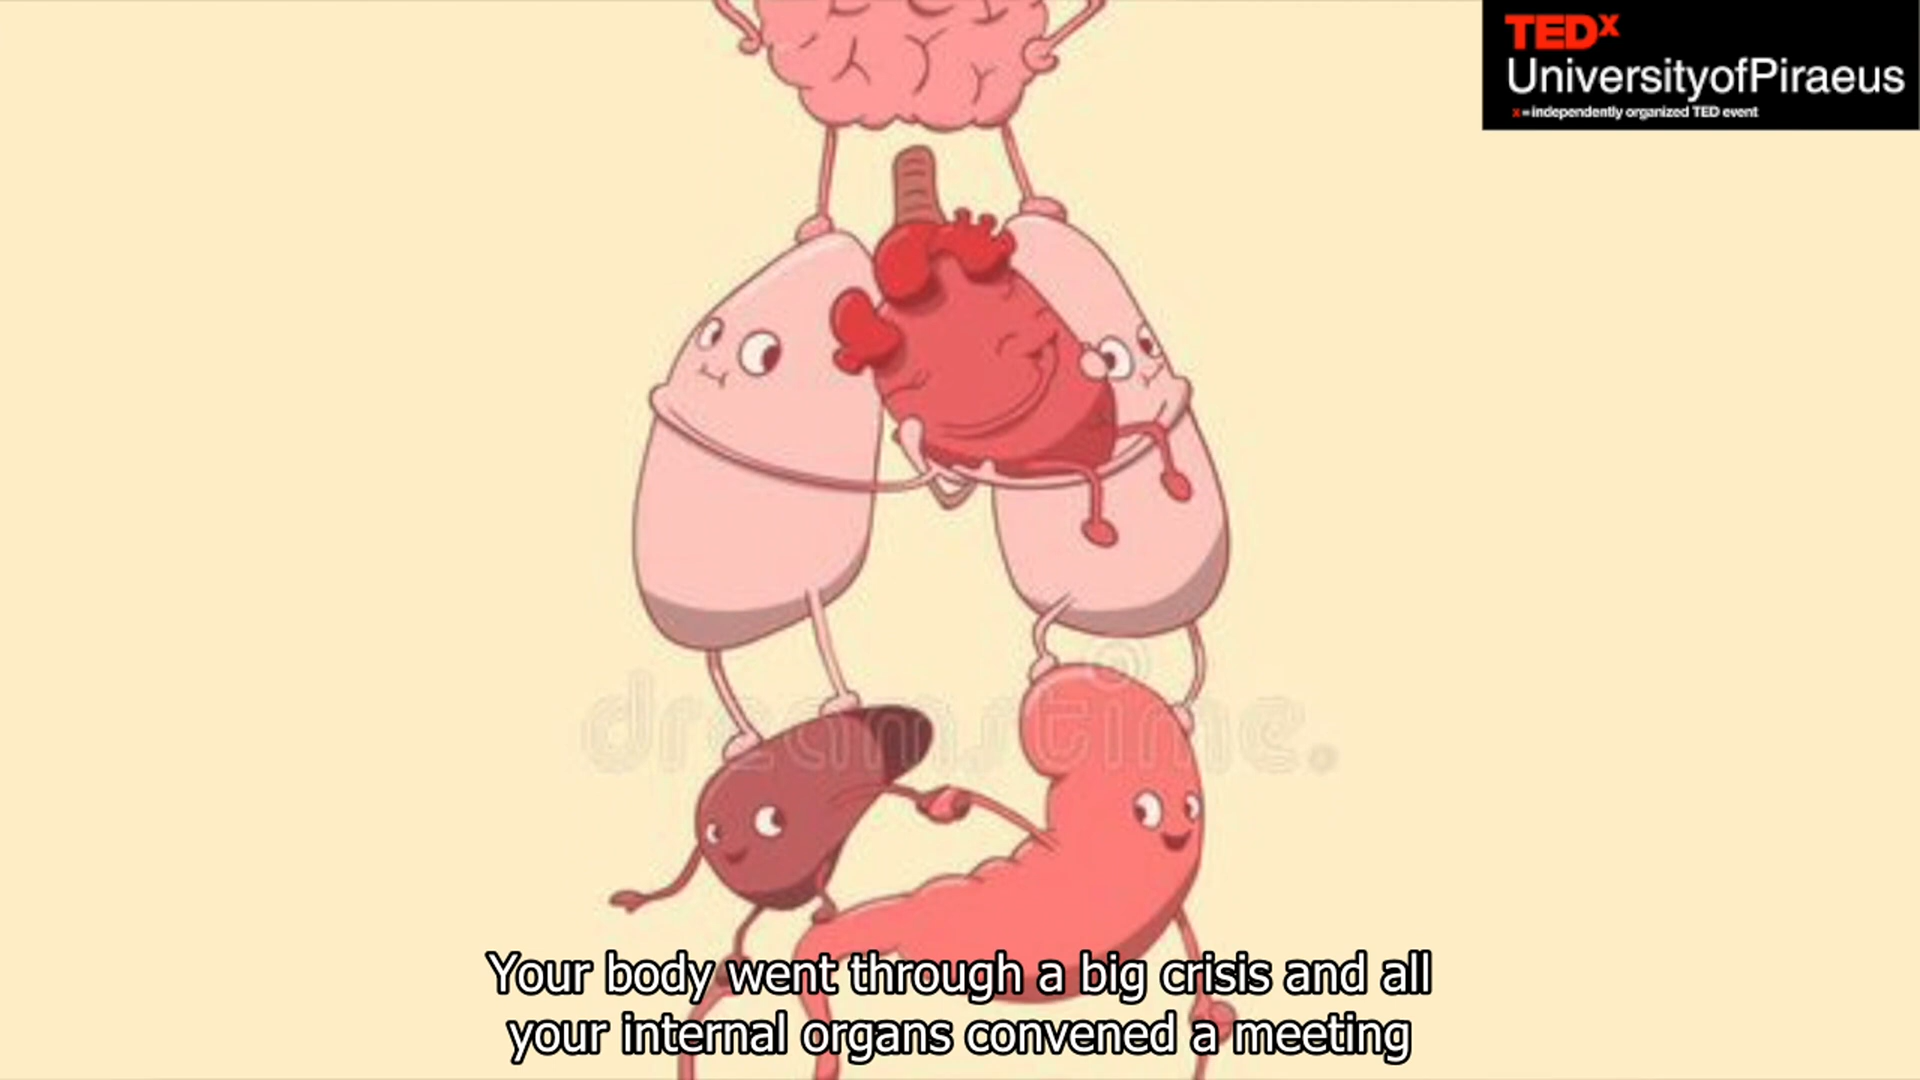 TEDx
UniversityofPiraeus
x=independently organized TED event
dreamstime.
Your body went through a big crisis and all
your internal organs convened a meeting